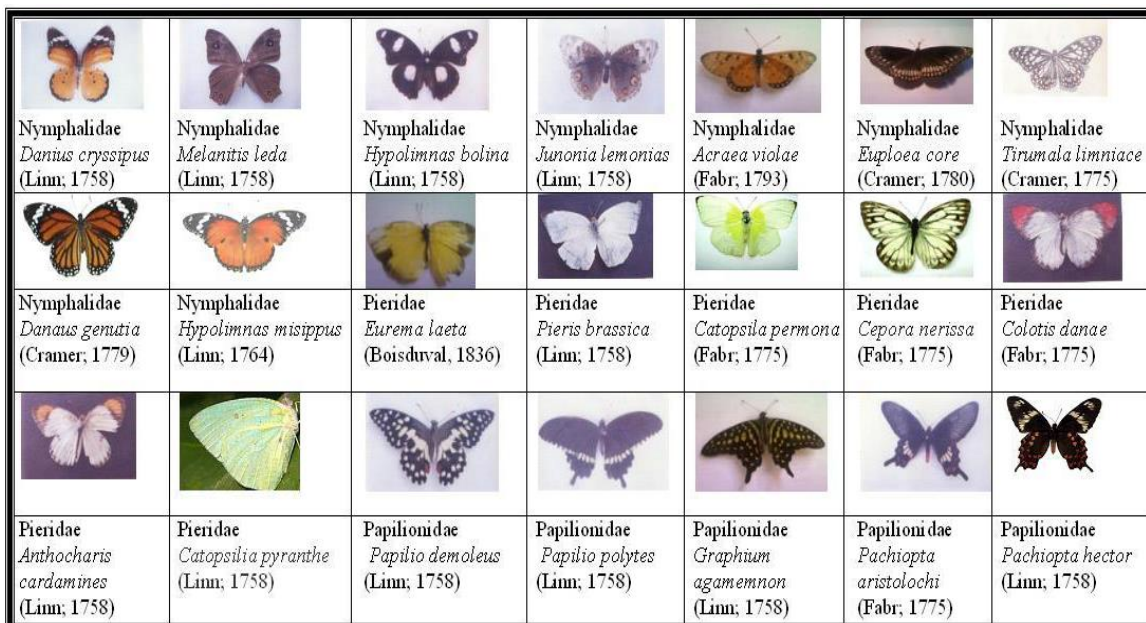 Nymphalidae
Danius cryssipus
(Linn; 1758)
Nymphalidae
Melanitis leda
(Linn; 1758)
Nymphalidae
Hypolimnas bolina
(Linn; 1758)
Nymphalidae
Junonia lemonias
(Linn; 1758)
Nymphalidae
Acraea violae
(Fabr; 1793)
Nymphalidae
Euploea core
(Cramer; 1780)
Nymphalidae
Tirumala limniace
(Cramer; 1775)
Nymphalidae
Danaus genutia
(Cramer; 1779)
Nymphalidae
Hypolimnas misippus
(Linn; 1764)
Pieridae
Eurema laeta
(Boisduval, 1836)
Pieridae
Pieris brassica
(Linn; 1758)
Pieridae
Catopsila permona
(Fabr; 1775)
Pieridae
Cepora nerissa
(Fabr; 1775)
Pieridae
Colotis danae
(Fabr; 1775)
Pieridae
Anthocharis
cardamines
(Linn; 1758)
Pieridae
Catopsilia pyranthe
(Linn; 1758)
Papilionidae
Papilio demoleus
(Linn; 1758)
Papilionidae
Papilio polytes
(Linn; 1758)
Papilionidae
Graphium
agamemnon
(Linn; 1758)
Papilionidae
Pachiopta
aristolochi
(Fabr; 1775)
Papilionidae
Pachiopta hector
(Linn; 1758)